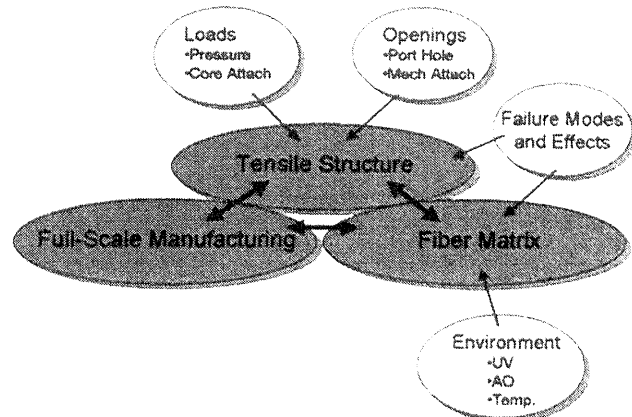 Loads
•Pressure
•Core Attach
Openings
•Port Hole
•Mech Attach
Failure Modes
and Effects
Tensile Structure
Full-Scale Manufacturing
Fiber Matrix
Environment
•UV
•AO
•Temp.